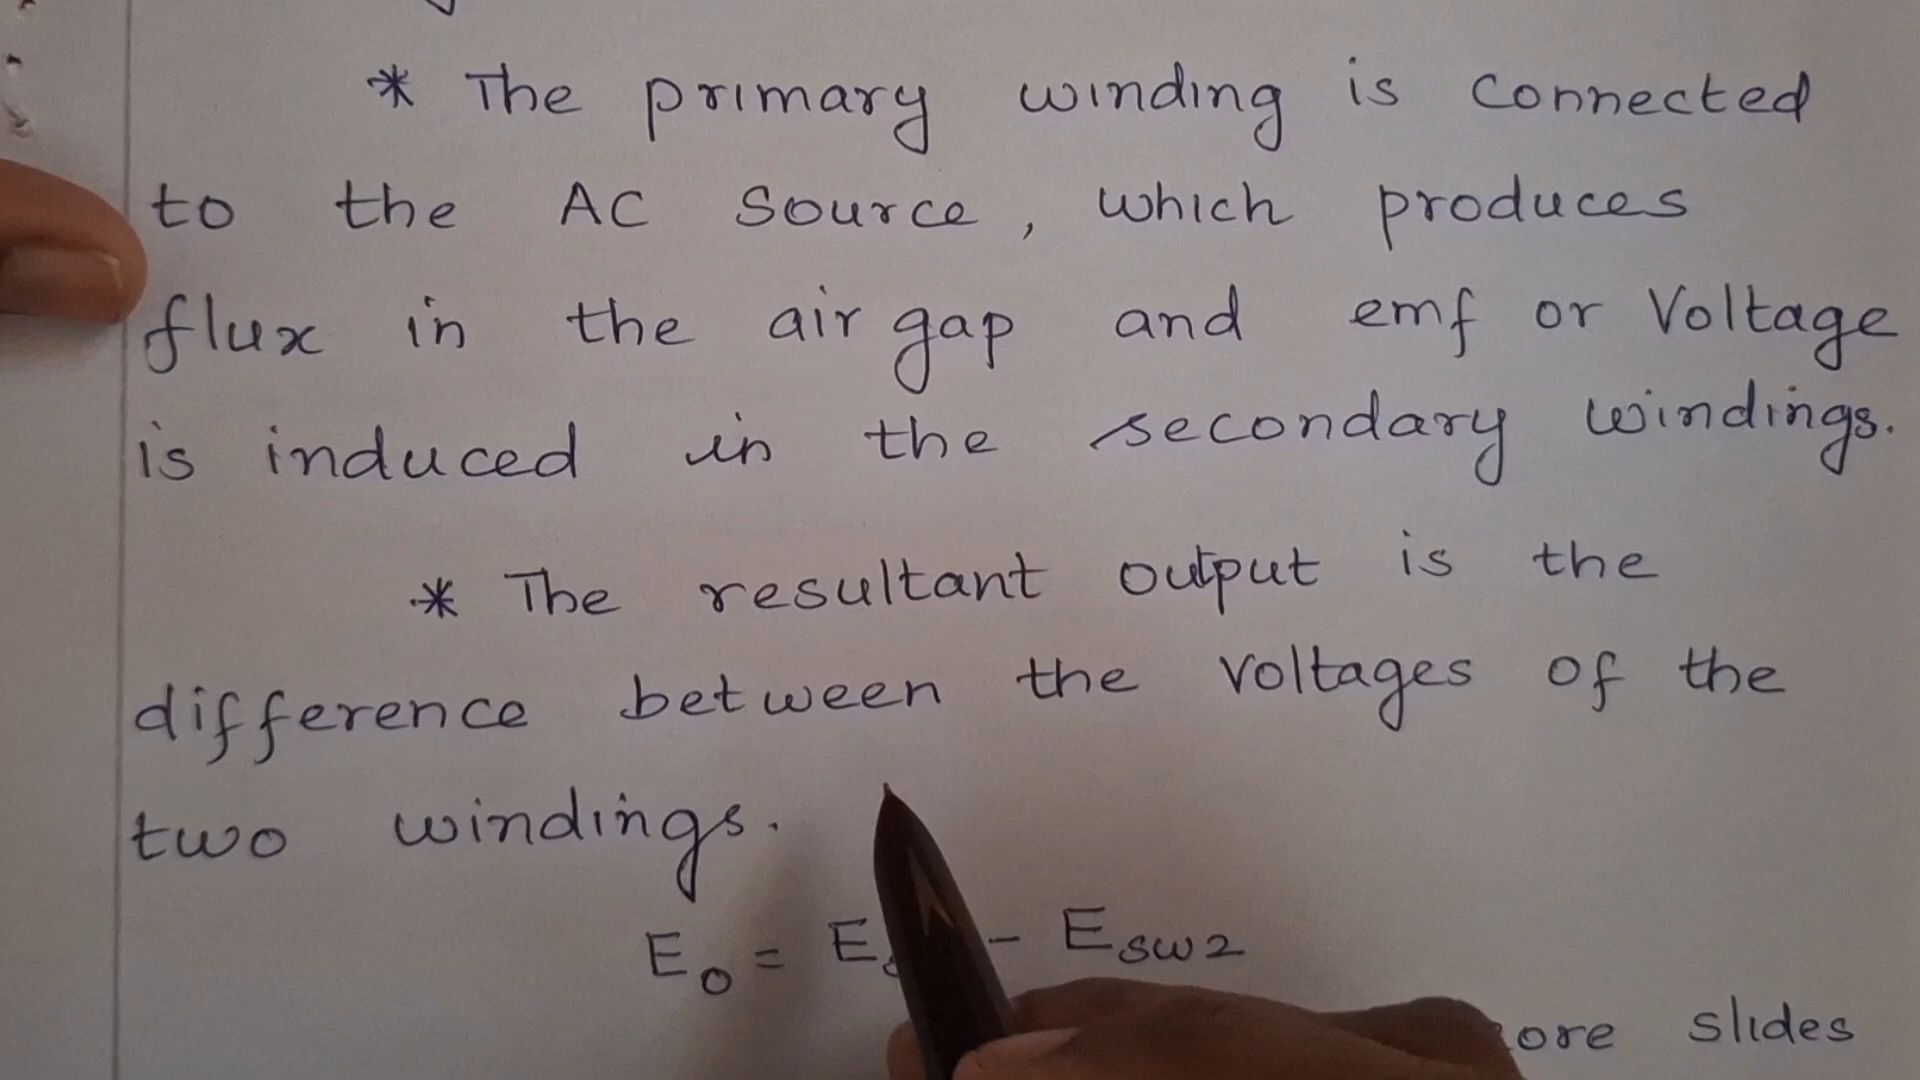 * The primary winding is connected
to the AC Source, which produces
flux in the air gap and emf or Voltage
is induced in the secondary windings.
* The resultant output is the
difference between the Voltages of the
two windings.
E₀ = E - E SW2
slides